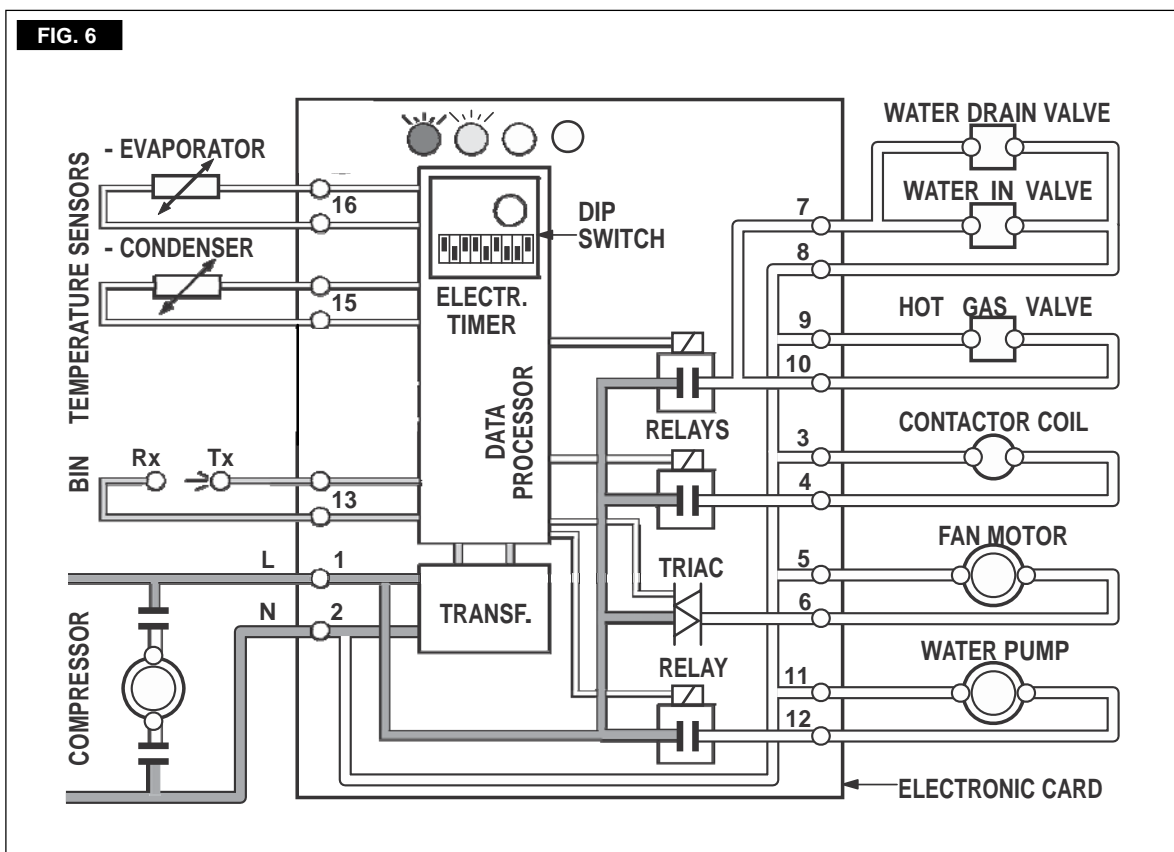 FIG. 6
WATER DRAIN VALVE
- EVAPORATOR
16
WATER IN VALVE
7
DIP
SWITCH
8
- CONDENSER
15
TEMPERATURE SENSORS
ELECTR.
TIMER
HOT GAS VALVE
9
10
DATA
PROCESSOR
RELAYS
CONTACTOR COIL
3
4
BIN
Rx
Tx
13
FAN MOTOR
TRIAC
5
6
L
1
N
2
TRANSF.
COMPRESSOR
RELAY
WATER PUMP
11
12
ELECTRONIC CARD